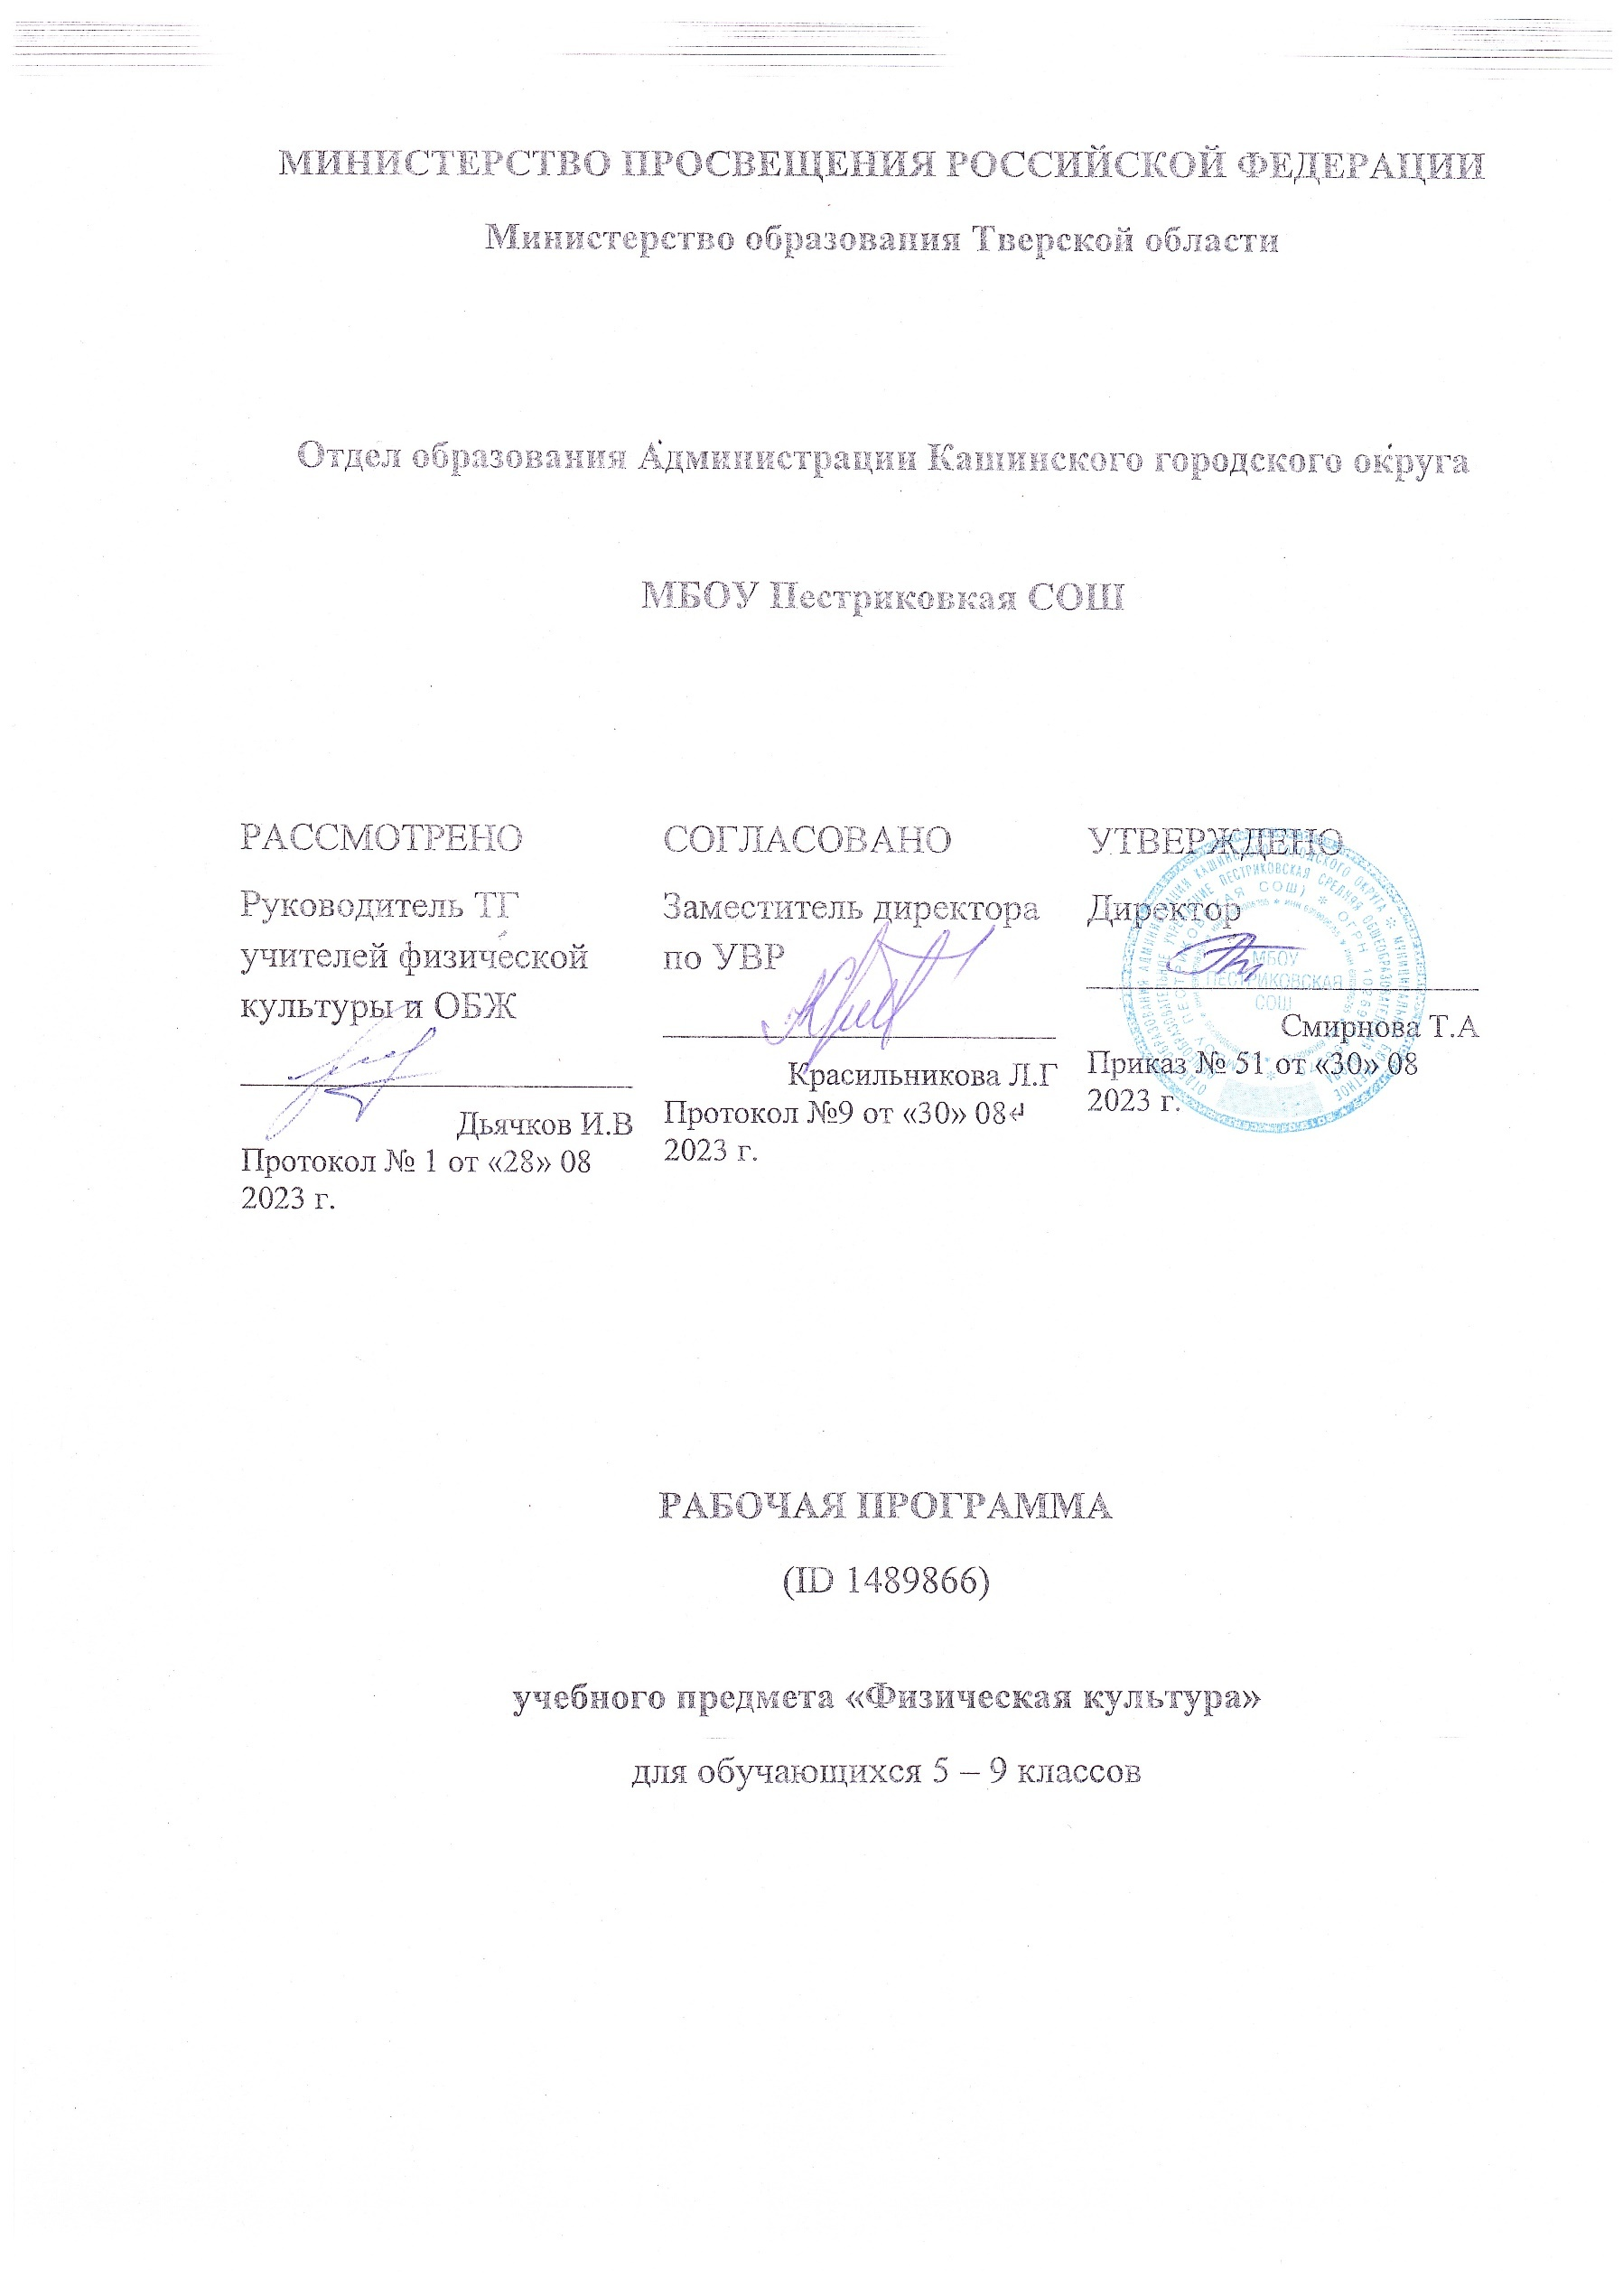 МИНИСТЕРСТВО ПРОСВЕЩЕНИЯ РОССИЙСКОЙ ФЕДЕРАЦИИ
Министерство образования Тверской области
Отдел образования Администрации Кашинского городского округа
МБОУ Пестриковкая СОШ
РАССМОТРЕНО
Руководитель ТГ
учителей физической
культуры и ОБЖ
Дьячков И.В
Протокол № 1 от «28» 08
2023 г.
СОГЛАСОВАНО
Заместитель директора
по УВР
Красильникова Л.Г
Протокол №9 от «30» 08↵
2023 г.
УТВЕРЖДЕНО
Директор
МБОУ
ПЕСТРИКОВСКАЯ
СОШ
Смирнова Т.А
Приказ № 51 от «30» 08
2023 г.
РАБОЧАЯ ПРОГРАММА
(ID 1489866)
учебного предмета «Физическая культура»
для обучающихся 5 – 9 классов